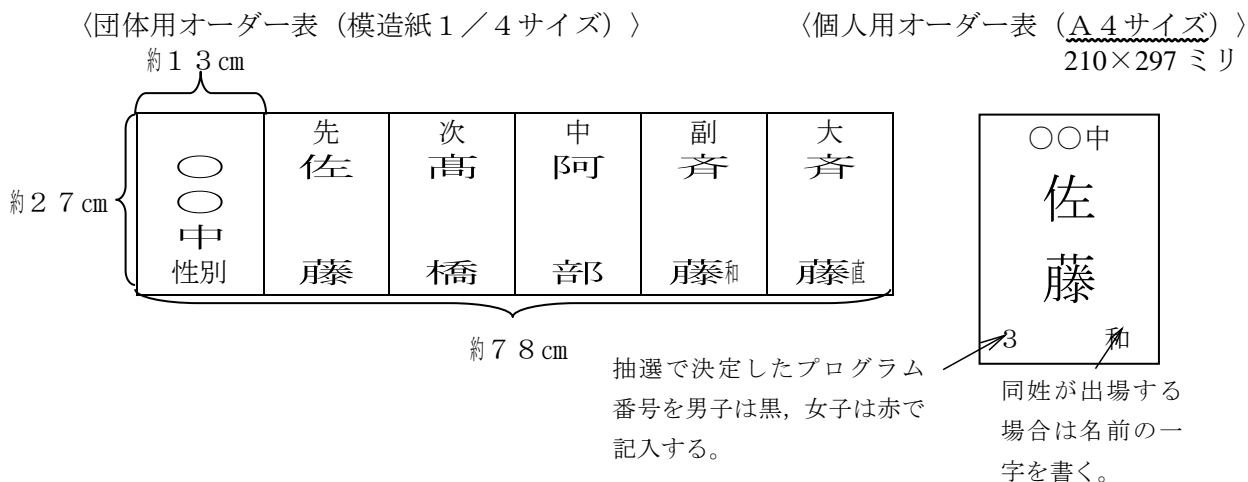 〈団体用オーダー表（模造紙１／４サイズ）〉
〈個人用オーダー表（Ａ４サイズ）〉
210×297 ミリ
約１３cm
約２７cm
○○中
性別
先
佐藤
次
髙橋
中
阿部
副
斉藤和
大
斉藤直
約７８cm
○○中
佐藤
3
和
抽選で決定したプログラム
番号を男子は黒，女子は赤で
記入する。
同姓が出場する
場合は名前の一
字を書く。